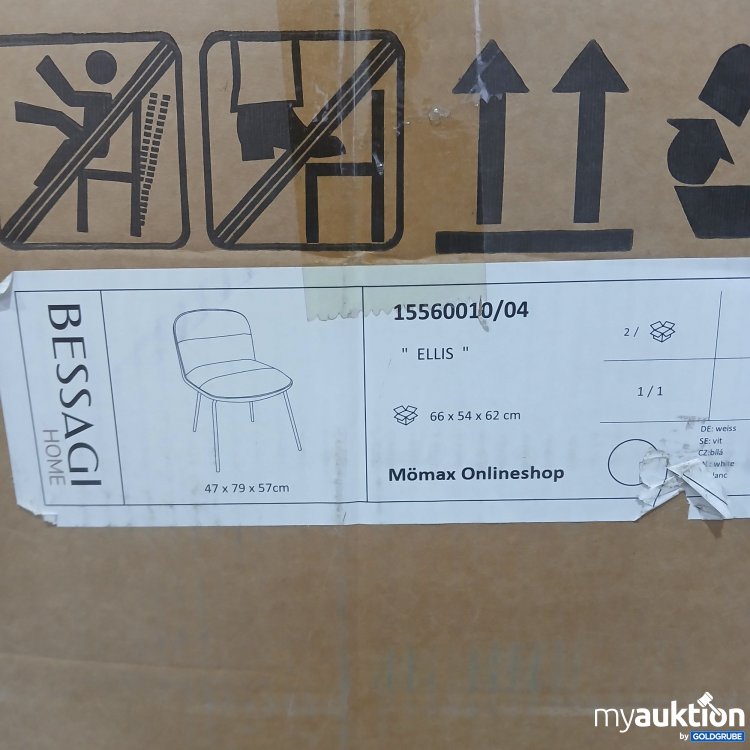 BESSAGI
HOME
47 x 79 x 57cm
15560010/04
" ELLIS "
66 x 54 x 62 cm
Mömax Onlineshop
2 /
1 / 1
DE: weiss
SE: vit
CZ:bílá
: white
lanc
myauktion
by GOLDGRUBE